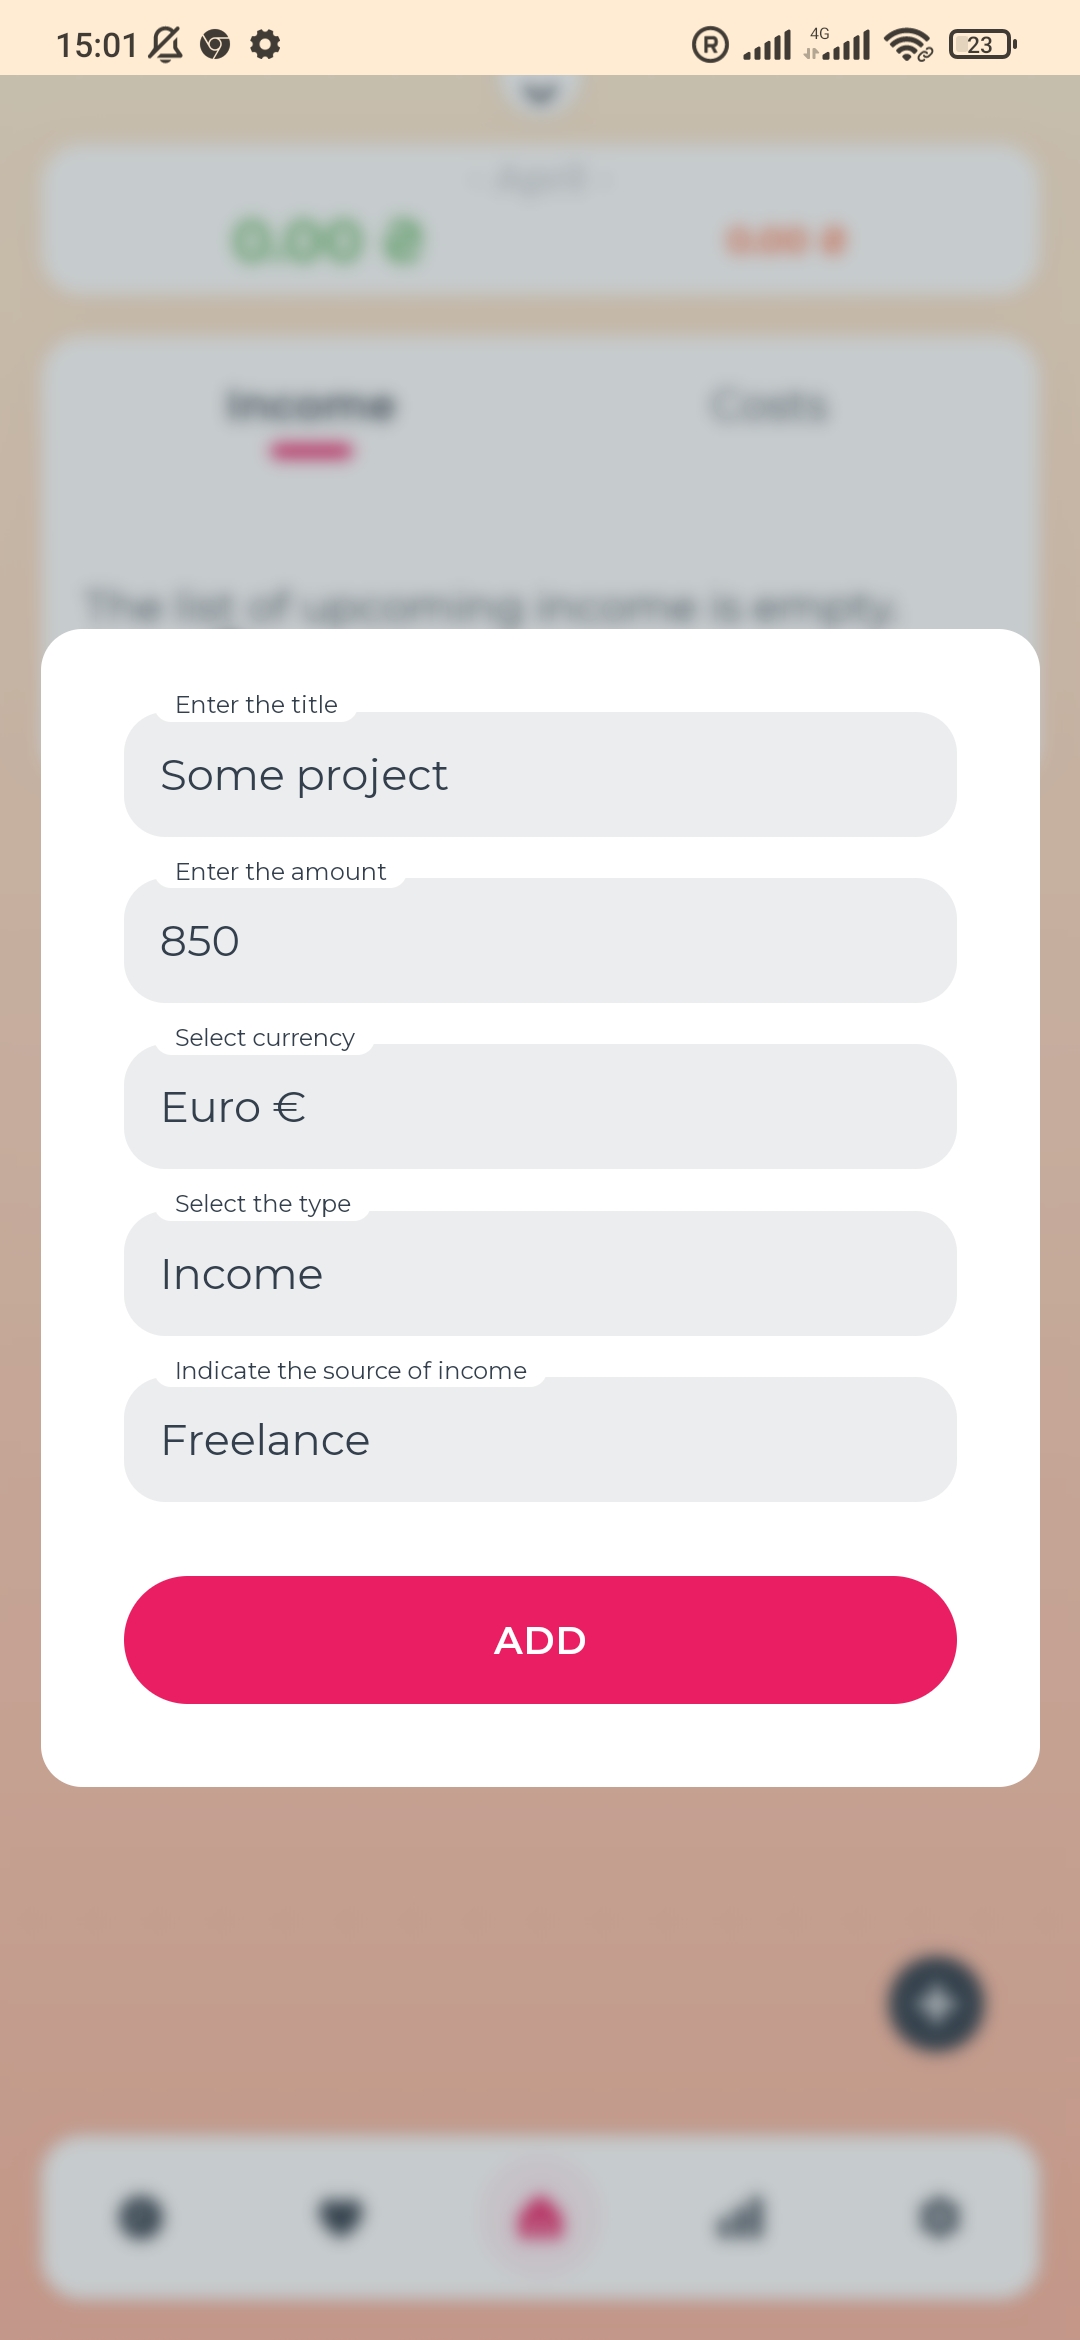 15:01 4G 23
- April -
0.00 ₴ 0.00 ₴
Income Costs
The list of upcoming income is empty.
Enter the title
Some project
Enter the amount
850
Select currency
Euro €
Select the type
Income
Indicate the source of income
Freelance
ADD